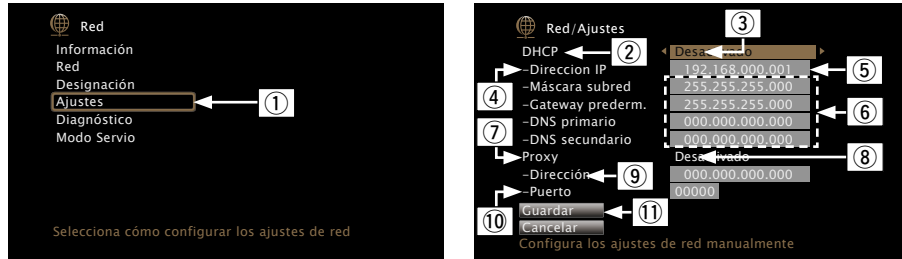 Red
Información
Red
Designación
Ajustes
①
Diagnóstico
Modo Servio
Selecciona cómo configurar los ajustes de red
Red/Ajustes
③
DHCP
②
Desactivado
④
–Direccion IP
192.168.000.001
⑤
–Máscara subred
255.255.255.000
–Gateway prederm.
255.255.255.000
⑥
–DNS primario
000.000.000.000
–DNS secundario
000.000.000.000
⑦
Proxy
Desactivado
⑧
–Dirección
⑨
000.000.000.000
⑩
–Puerto
00000
Guardar
⑪
Cancelar
Configura los ajustes de red manualmente